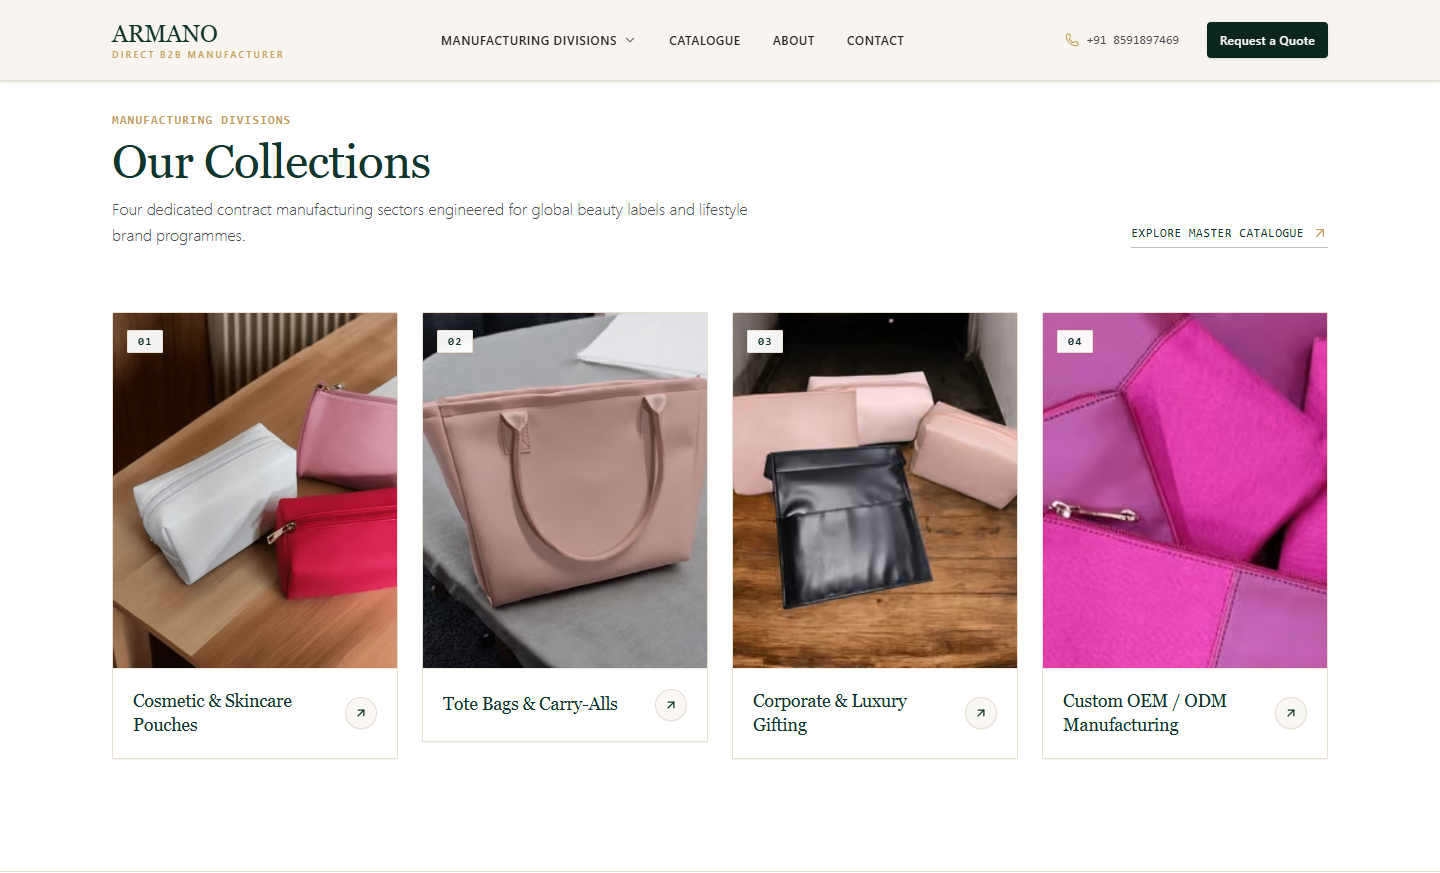 ARMANO
DIRECT B2B MANUFACTURER
MANUFACTURING DIVISIONS
CATALOGUE
ABOUT
CONTACT
+91 8591897469
Request a Quote
MANUFACTURING DIVISIONS
Our Collections
Four dedicated contract manufacturing sectors engineered for global beauty labels and lifestyle
brand programmes.
EXPLORE MASTER CATALOGUE
01
02
03
04
Cosmetic & Skincare
Pouches
Tote Bags & Carry-Alls
Corporate & Luxury
Gifting
Custom OEM / ODM
Manufacturing